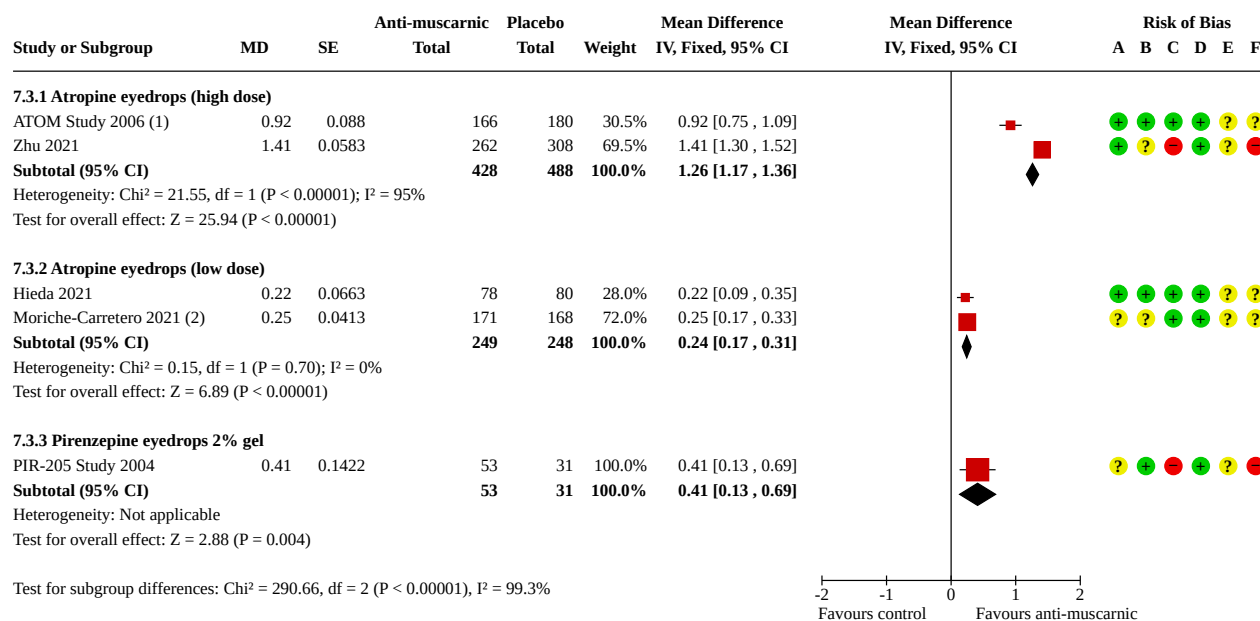 Anti-muscarnic Placebo Mean Difference Mean Difference Risk of Bias
Study or Subgroup MD SE Total Total Weight IV, Fixed, 95% CI IV, Fixed, 95% CI A B C D E F
7.3.1 Atropine eyedrops (high dose)
ATOM Study 2006 (1) 0.92 0.088 166 180 30.5% 0.92 [0.75 , 1.09] + + + + ? ?
Zhu 2021 1.41 0.0583 262 308 69.5% 1.41 [1.30 , 1.52] + ? − + ? −
Subtotal (95% CI) 428 488 100.0% 1.26 [1.17 , 1.36]
Heterogeneity: Chi² = 21.55, df = 1 (P < 0.00001); I² = 95%
Test for overall effect: Z = 25.94 (P < 0.00001)
7.3.2 Atropine eyedrops (low dose)
Hieda 2021 0.22 0.0663 78 80 28.0% 0.22 [0.09 , 0.35] + + + + ? ?
Moriche-Carretero 2021 (2) 0.25 0.0413 171 168 72.0% 0.25 [0.17 , 0.33] ? ? + + ? ?
Subtotal (95% CI) 249 248 100.0% 0.24 [0.17 , 0.31]
Heterogeneity: Chi² = 0.15, df = 1 (P = 0.70); I² = 0%
Test for overall effect: Z = 6.89 (P < 0.00001)
7.3.3 Pirenzepine eyedrops 2% gel
PIR-205 Study 2004 0.41 0.1422 53 31 100.0% 0.41 [0.13 , 0.69] ? + − + ? −
Subtotal (95% CI) 53 31 100.0% 0.41 [0.13 , 0.69]
Heterogeneity: Not applicable
Test for overall effect: Z = 2.88 (P = 0.004)
Test for subgroup differences: Chi² = 290.66, df = 2 (P < 0.00001), I² = 99.3%
-2 -1 0 1 2
Favours control Favours anti-muscarnic